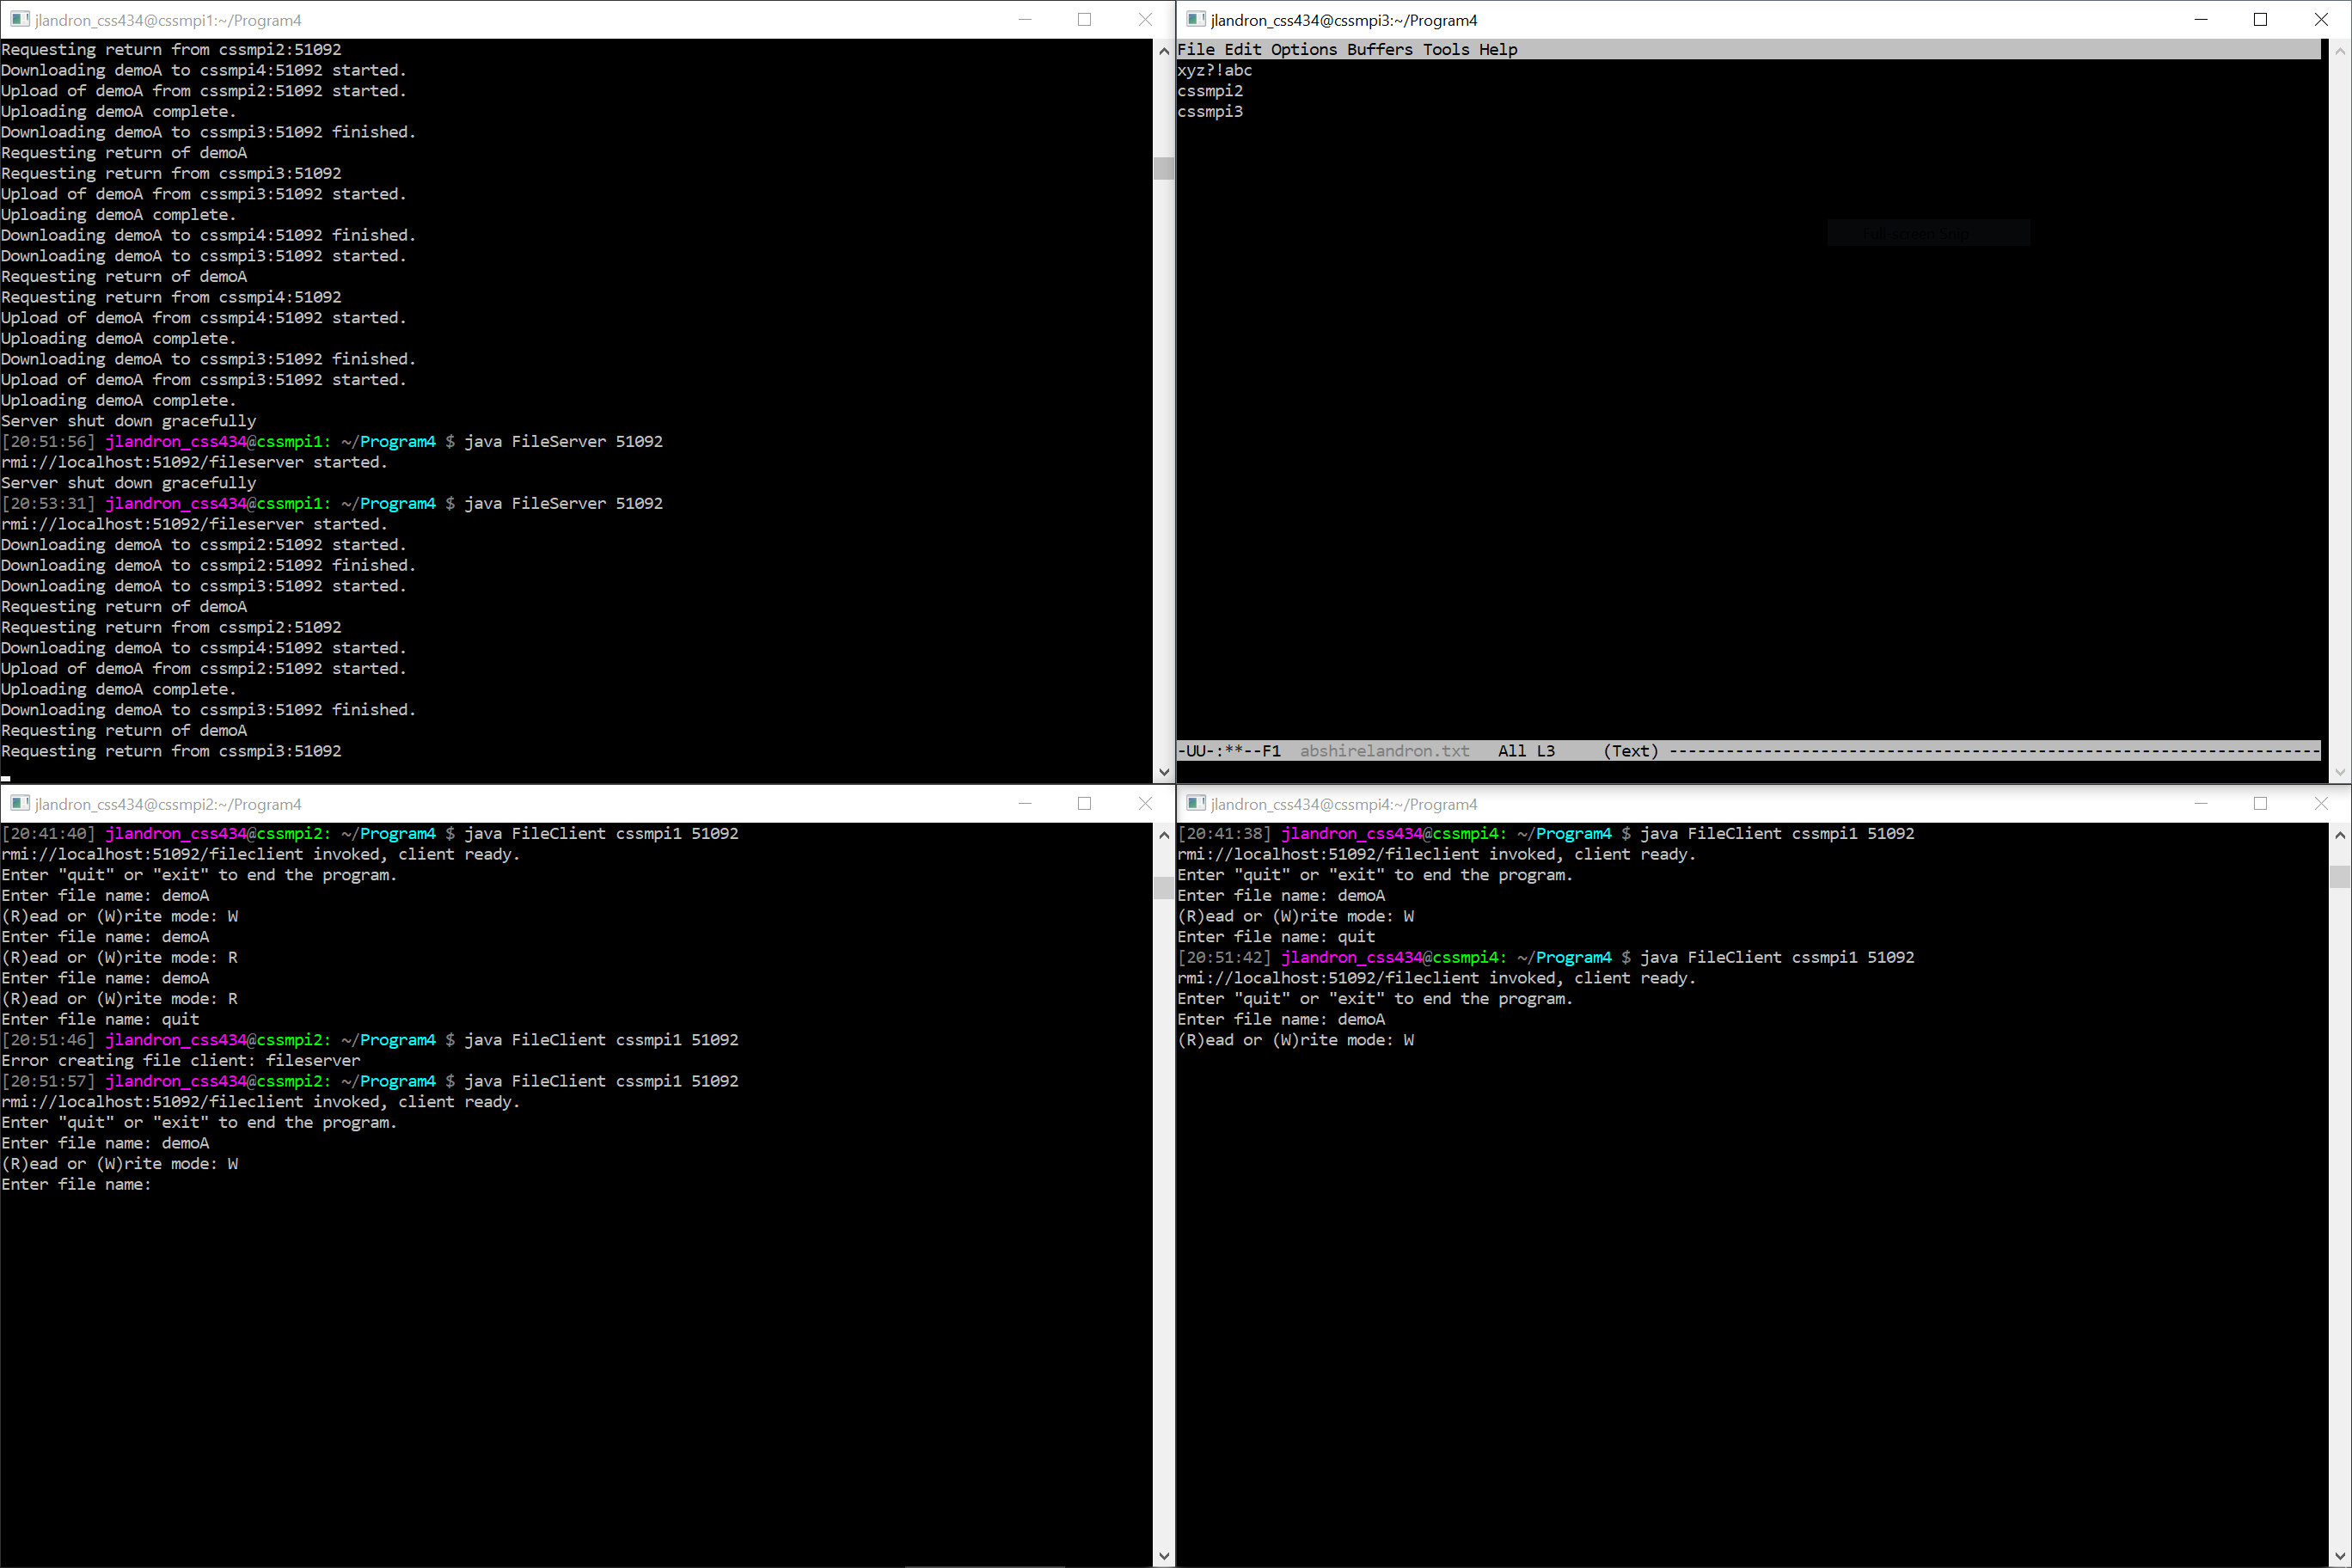 jlandron_css434@cssmpi1:~/Program4
Requesting return from cssmpi2:51092
Downloading demoA to cssmpi4:51092 started.
Upload of demoA from cssmpi2:51092 started.
Uploading demoA complete.
Downloading demoA to cssmpi3:51092 finished.
Requesting return of demoA
Requesting return from cssmpi3:51092
Upload of demoA from cssmpi3:51092 started.
Uploading demoA complete.
Downloading demoA to cssmpi4:51092 finished.
Downloading demoA to cssmpi3:51092 started.
Requesting return of demoA
Requesting return from cssmpi4:51092
Upload of demoA from cssmpi4:51092 started.
Uploading demoA complete.
Downloading demoA to cssmpi3:51092 finished.
Upload of demoA from cssmpi3:51092 started.
Uploading demoA complete.
Server shut down gracefully
[20:51:56] jlandron_css434@cssmpi1: ~/Program4 $ java FileServer 51092
rmi://localhost:51092/fileserver started.
Server shut down gracefully
[20:53:31] jlandron_css434@cssmpi1: ~/Program4 $ java FileServer 51092
rmi://localhost:51092/fileserver started.
Downloading demoA to cssmpi2:51092 started.
Downloading demoA to cssmpi2:51092 finished.
Downloading demoA to cssmpi3:51092 started.
Requesting return of demoA
Requesting return from cssmpi2:51092
Downloading demoA to cssmpi4:51092 started.
Upload of demoA from cssmpi2:51092 started.
Uploading demoA complete.
Downloading demoA to cssmpi3:51092 finished.
Requesting return of demoA
Requesting return from cssmpi3:51092
jlandron_css434@cssmpi3:~/Program4
File Edit Options Buffers Tools Help
xyz?!abc
cssmpi2
cssmpi3
Full-screen Snip
-UU-:**--F1  abshirelandron.txt   All L3     (Text) ---------------------------------------------------------------------
jlandron_css434@cssmpi2:~/Program4
[20:41:40] jlandron_css434@cssmpi2: ~/Program4 $ java FileClient cssmpi1 51092
rmi://localhost:51092/fileclient invoked, client ready.
Enter "quit" or "exit" to end the program.
Enter file name: demoA
(R)ead or (W)rite mode: W
Enter file name: demoA
(R)ead or (W)rite mode: R
Enter file name: demoA
(R)ead or (W)rite mode: R
Enter file name: quit
[20:51:46] jlandron_css434@cssmpi2: ~/Program4 $ java FileClient cssmpi1 51092
Error creating file client: fileserver
[20:51:57] jlandron_css434@cssmpi2: ~/Program4 $ java FileClient cssmpi1 51092
rmi://localhost:51092/fileclient invoked, client ready.
Enter "quit" or "exit" to end the program.
Enter file name: demoA
(R)ead or (W)rite mode: W
Enter file name:
jlandron_css434@cssmpi4:~/Program4
[20:41:38] jlandron_css434@cssmpi4: ~/Program4 $ java FileClient cssmpi1 51092
rmi://localhost:51092/fileclient invoked, client ready.
Enter "quit" or "exit" to end the program.
Enter file name: demoA
(R)ead or (W)rite mode: W
Enter file name: quit
[20:51:42] jlandron_css434@cssmpi4: ~/Program4 $ java FileClient cssmpi1 51092
rmi://localhost:51092/fileclient invoked, client ready.
Enter "quit" or "exit" to end the program.
Enter file name: demoA
(R)ead or (W)rite mode: W